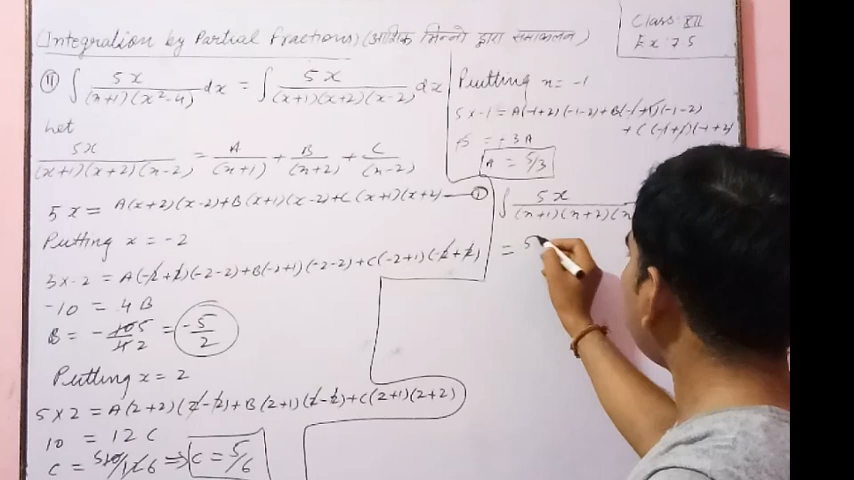 (Integration by Partial Fractions) (आंशिक भिन्नो द्वारा समाकलन)
Class: XII
Ex: 7.5
(11) ∫ 5x/((x+1)(x²-4)) dx = ∫ 5x/((x+1)(x+2)(x-2)) dx
Let
5x/((x+1)(x+2)(x-2)) = A/(x+1) + B/(x+2) + C/(x-2)
5x = A(x+2)(x-2)+B(x+1)(x-2)+C(x+1)(x+2) — (1)
Putting x = -2
5x-2 = A(-2+2)(-2-2)+B(-2+1)(-2-2)+C(-2+1)(-2+2)
-10 = 4B
B = -10 5/4 2 = -5/2
Putting x = 2
5×2 = A(2+2)(2-2)+B(2+1)(2-2)+C(2+1)(2+2)
10 = 12C
C = 5 10/12 6 ⇒ C = 5/6
Putting x = -1
5×-1 = A(-1+2)(-1-2)+B(-1+1)(-1-2)
+C(-1+1)(-1+2)
-5 = -3A
A = 5/3
∫ 5x/((x+1)(x+2)(x
= 5